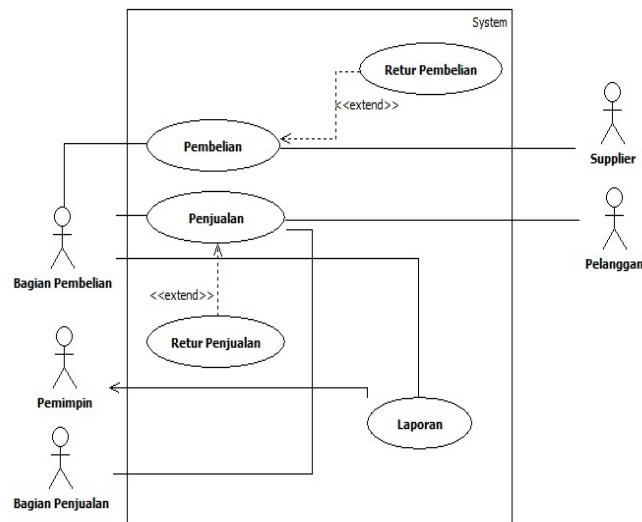 System
Retur Pembelian
<<extend>>
Pembelian
Supplier
Penjualan
Pelanggan
Bagian Pembelian
<<extend>>
Retur Penjualan
Pemimpin
Laporan
Bagian Penjualan